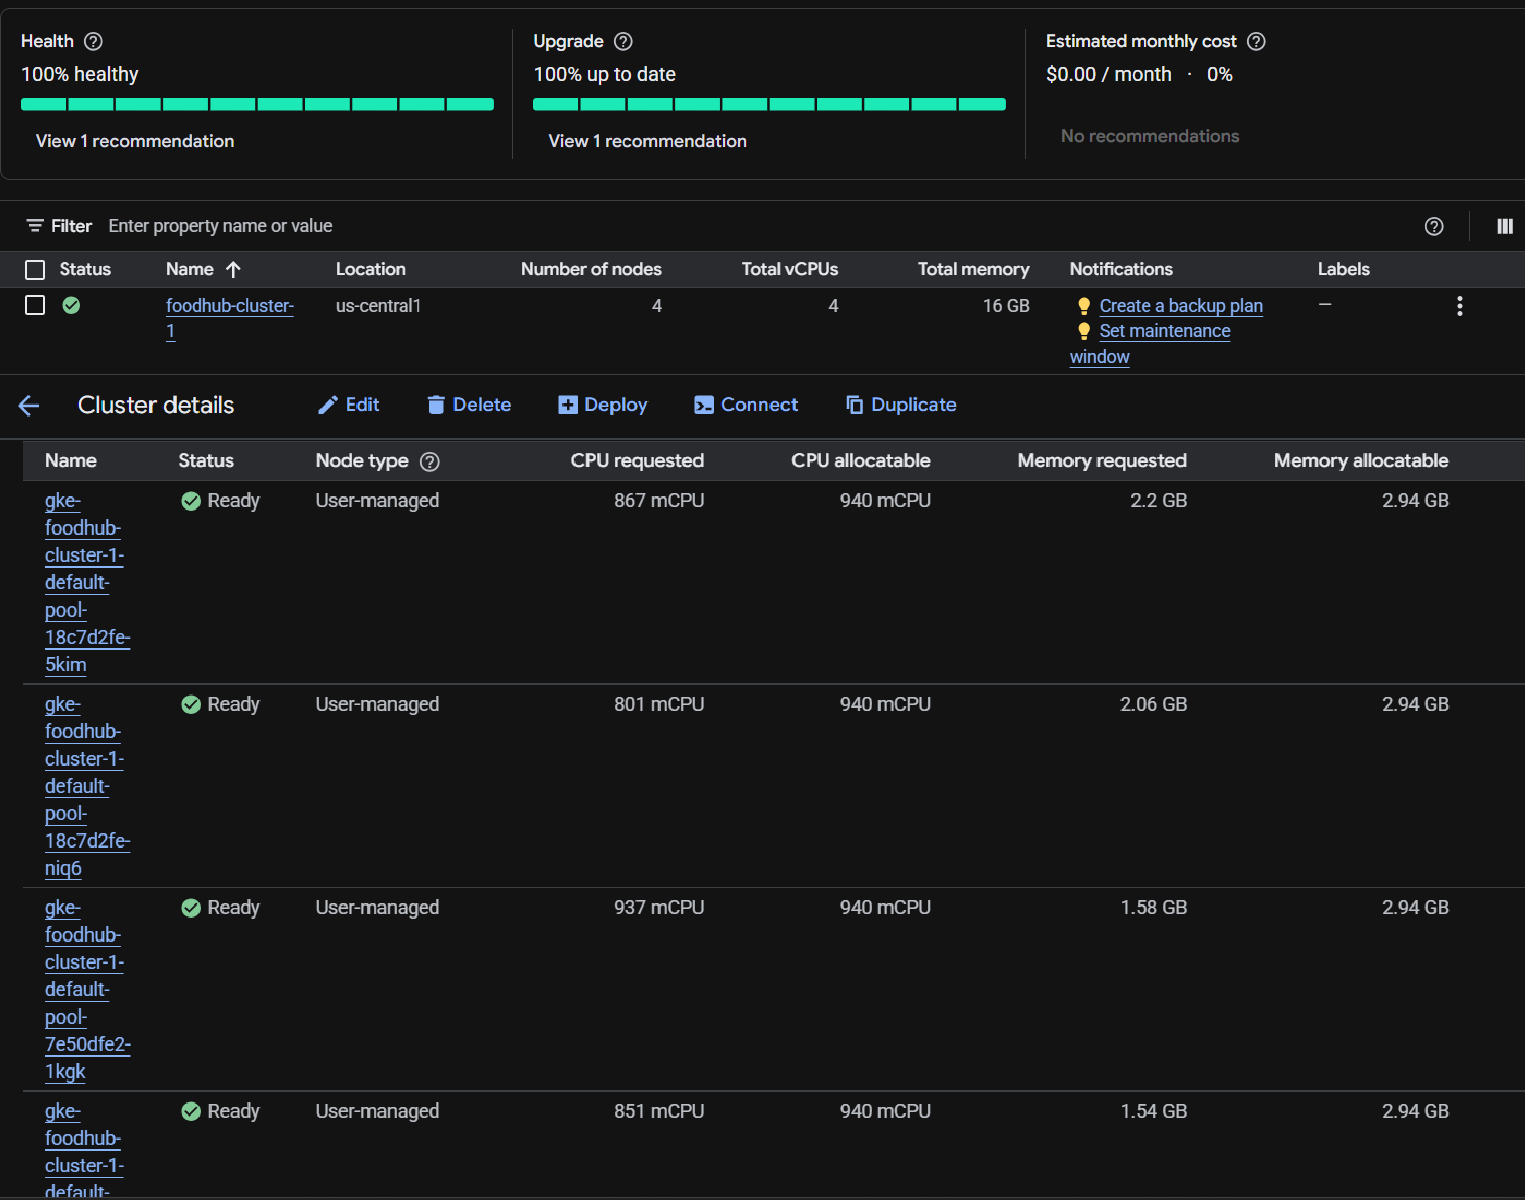 Health
100% healthy
View 1 recommendation
Upgrade
100% up to date
View 1 recommendation
Estimated monthly cost
$0.00 / month · 0%
No recommendations
Filter Enter property name or value
Status Name Location Number of nodes Total vCPUs Total memory Notifications Labels
foodhub-cluster- us-central1 4 4 16 GB Create a backup plan –
1 Set maintenance
window
Cluster details Edit Delete Deploy Connect Duplicate
Name Status Node type CPU requested CPU allocatable Memory requested Memory allocatable
gke- Ready User-managed 867 mCPU 940 mCPU 2.2 GB 2.94 GB
foodhub-
cluster-1-
default-
pool-
18c7d2fe-
5kim
gke- Ready User-managed 801 mCPU 940 mCPU 2.06 GB 2.94 GB
foodhub-
cluster-1-
default-
pool-
18c7d2fe-
niq6
gke- Ready User-managed 937 mCPU 940 mCPU 1.58 GB 2.94 GB
foodhub-
cluster-1-
default-
pool-
7e50dfe2-
1kgk
gke- Ready User-managed 851 mCPU 940 mCPU 1.54 GB 2.94 GB
foodhub-
cluster-1-
default-